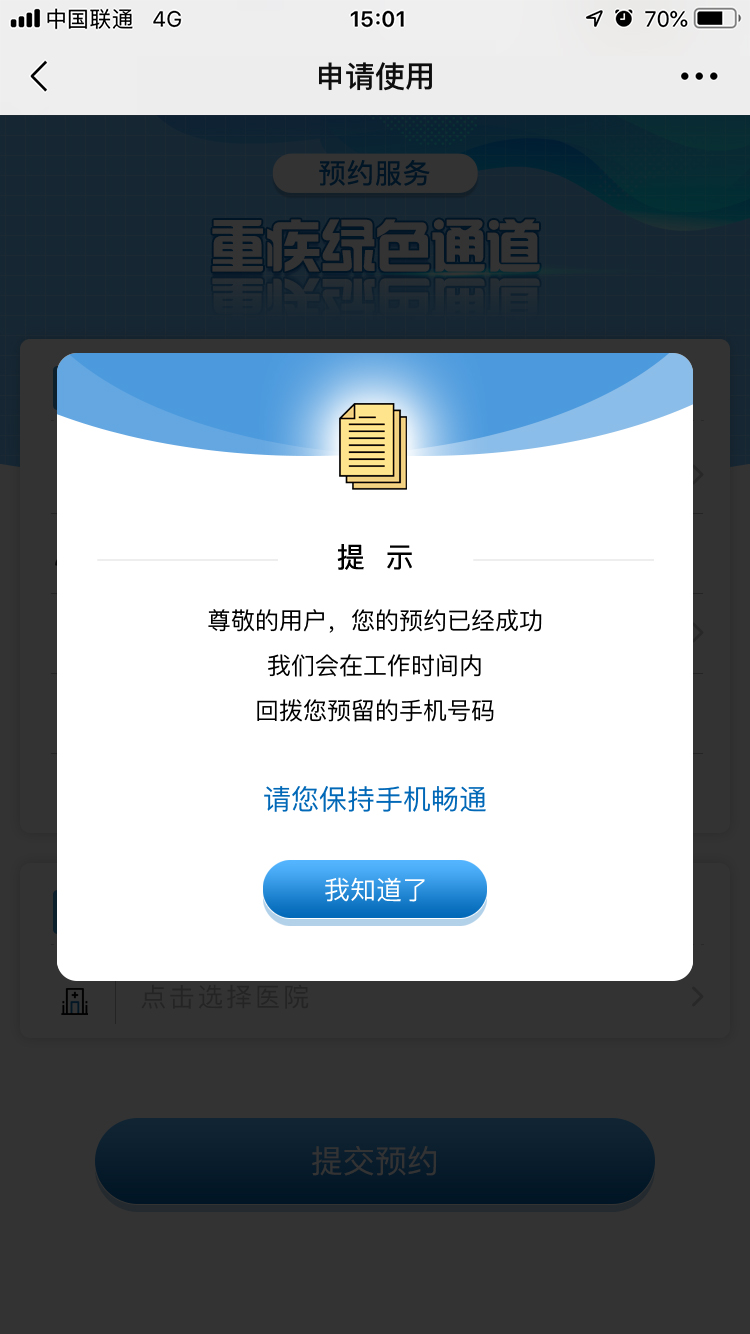 中国联通 4G 15:01 70%
申请使用
预约服务
重疾绿色通道
提 示
尊敬的用户，您的预约已经成功
我们会在工作时间内
回拨您预留的手机号码
请您保持手机畅通
我知道了
点击选择医院
提交预约